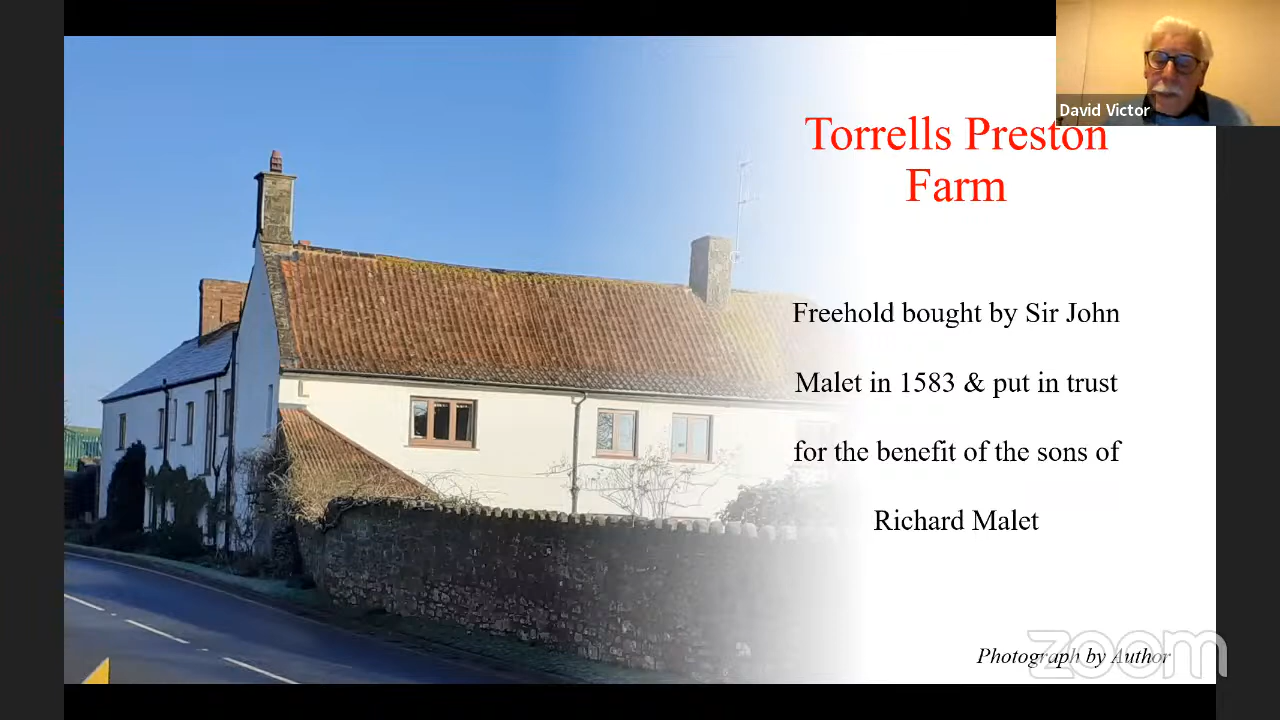 David Victor
Torrells Preston
Farm
Freehold bought by Sir John
Malet in 1583 & put in trust
for the benefit of the sons of
Richard Malet
Photograph by Author
zoom